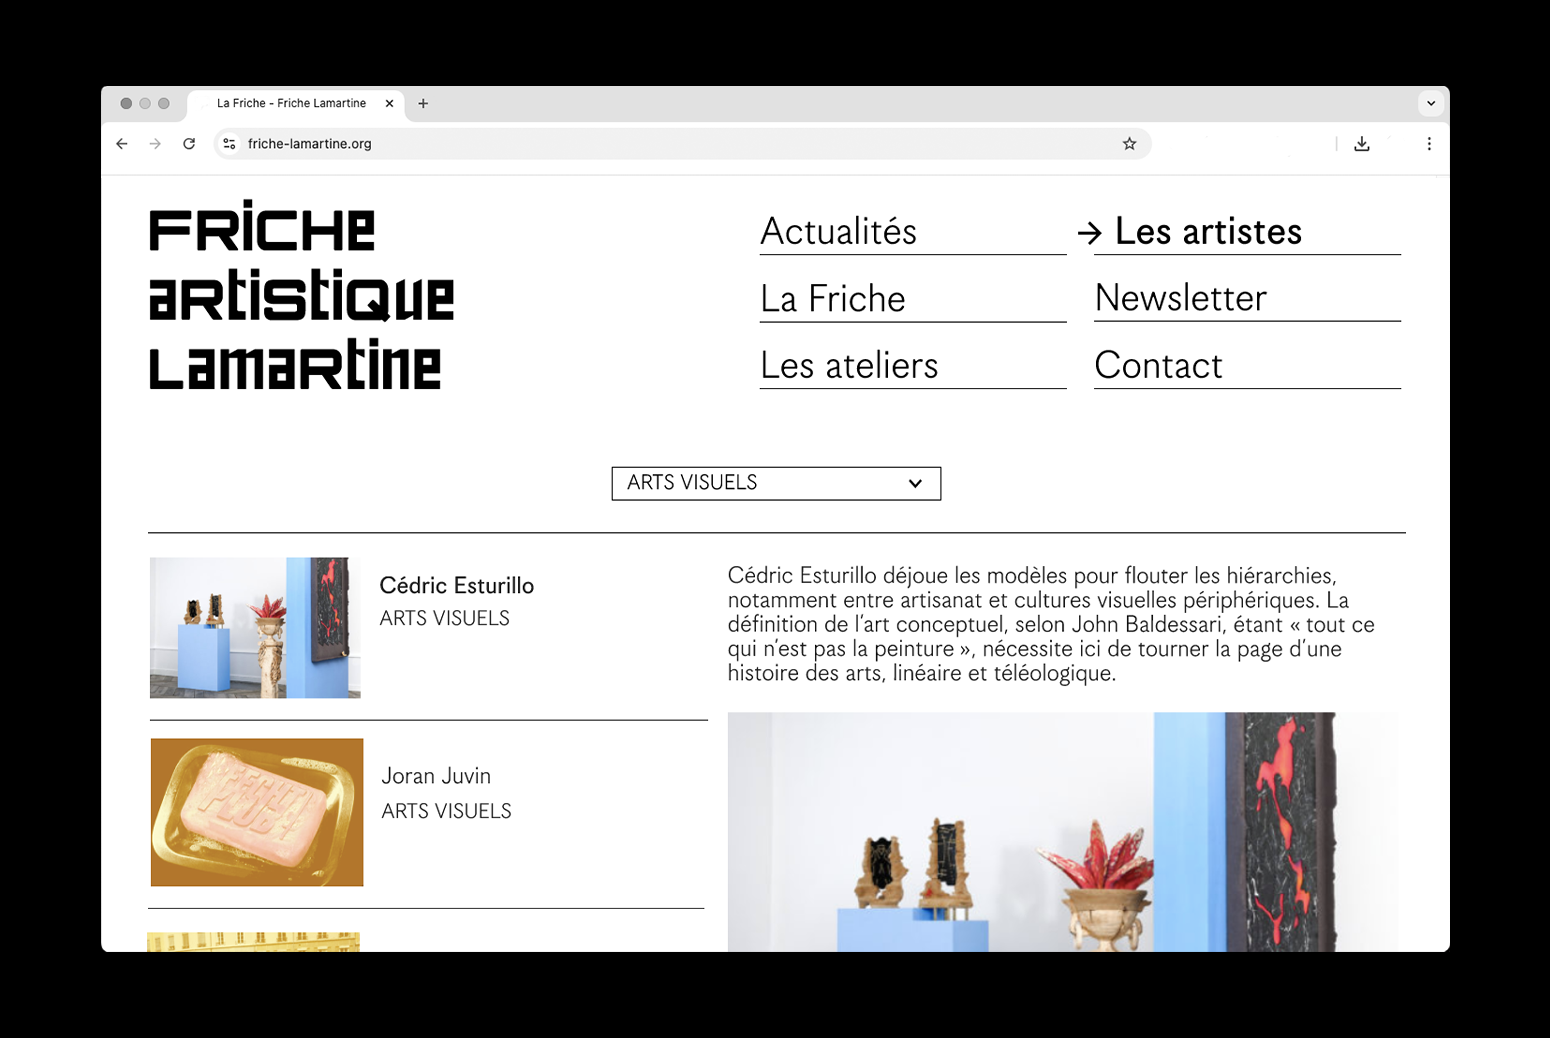 La Friche - Friche Lamartine
friche-lamartine.org
FRiCHe
aRtistiQue
LamaRtine
Actualités
→ Les artistes
La Friche
Newsletter
Les ateliers
Contact
ARTS VISUELS
Cédric Esturillo
ARTS VISUELS
Joran Juvin
ARTS VISUELS
Cédric Esturillo déjoue les modèles pour flouter les hiérarchies,
notamment entre artisanat et cultures visuelles périphériques. La
définition de l’art conceptuel, selon John Baldessari, étant « tout ce
qui n’est pas la peinture », nécessite ici de tourner la page d’une
histoire des arts, linéaire et téléologique.